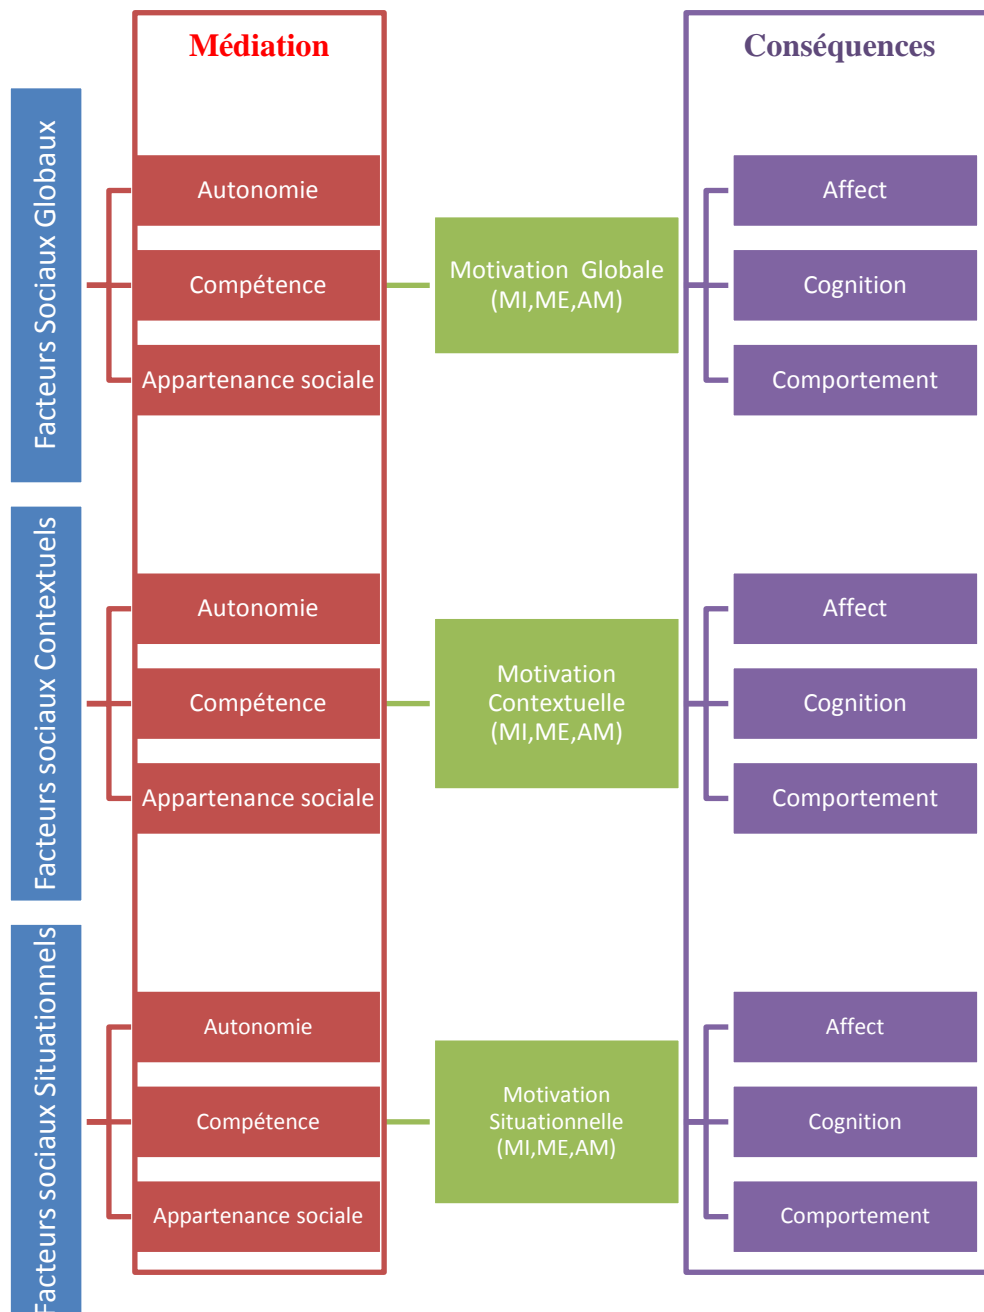 Médiation
Conséquences
Facteurs Sociaux Globaux
Autonomie
Compétence
Appartenance sociale
Motivation Globale
(MI,ME,AM)
Affect
Cognition
Comportement
Facteurs sociaux Contextuels
Autonomie
Compétence
Appartenance sociale
Motivation
Contextuelle
(MI,ME,AM)
Affect
Cognition
Comportement
Facteurs sociaux Situationnels
Autonomie
Compétence
Appartenance sociale
Motivation
Situationnelle
(MI,ME,AM)
Affect
Cognition
Comportement